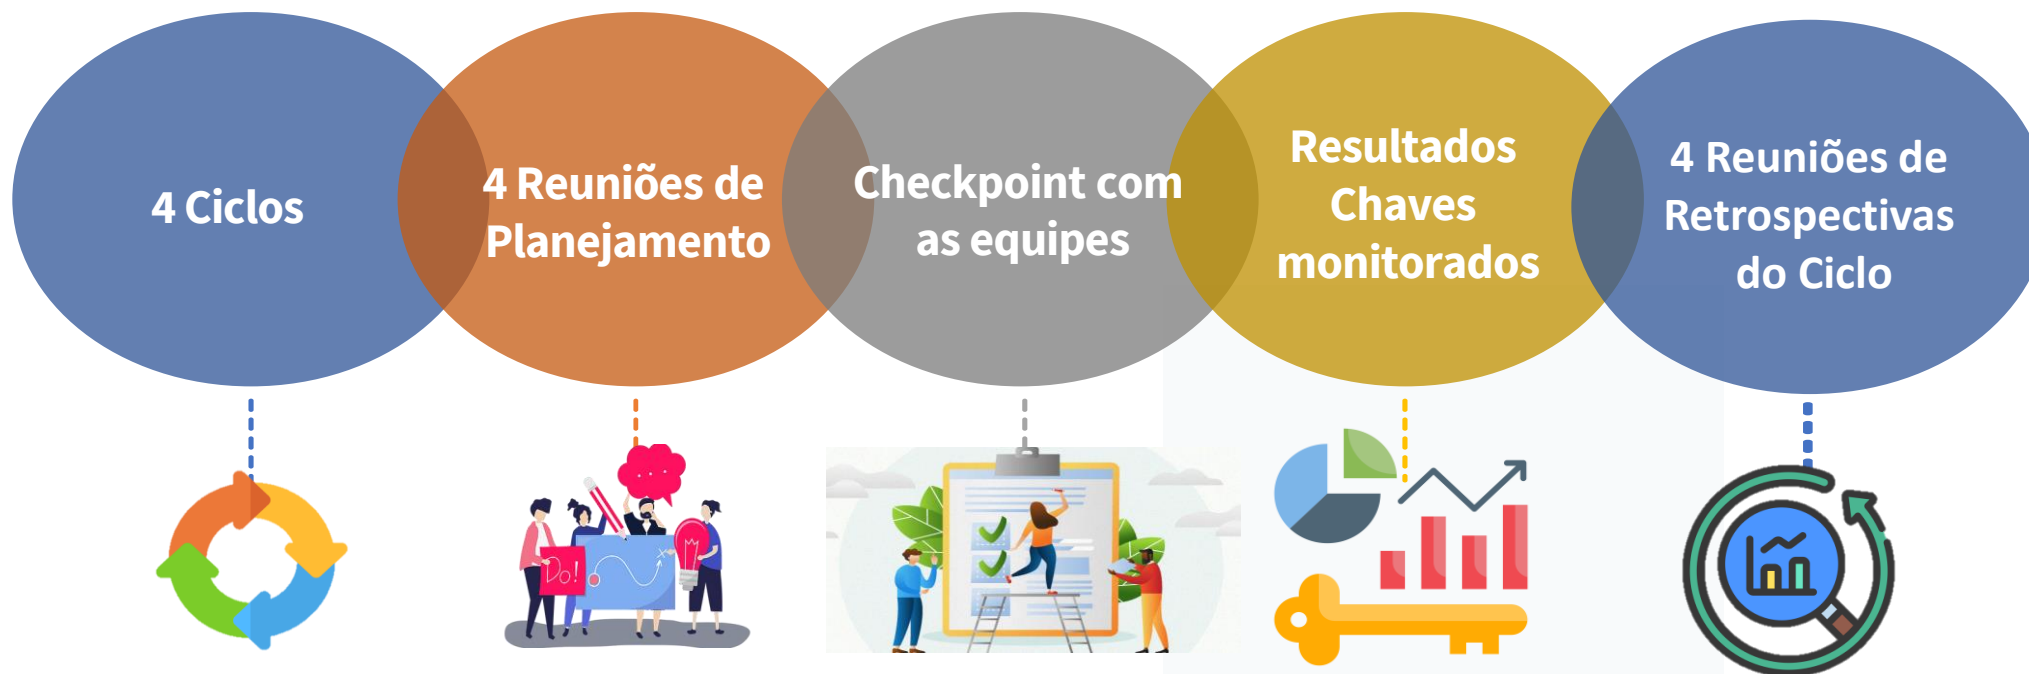 4 Ciclos
4 Reuniões de
Planejamento
Checkpoint com
as equipes
Resultados
Chaves
monitorados
4 Reuniões de
Retrospectivas
do Ciclo
Do!